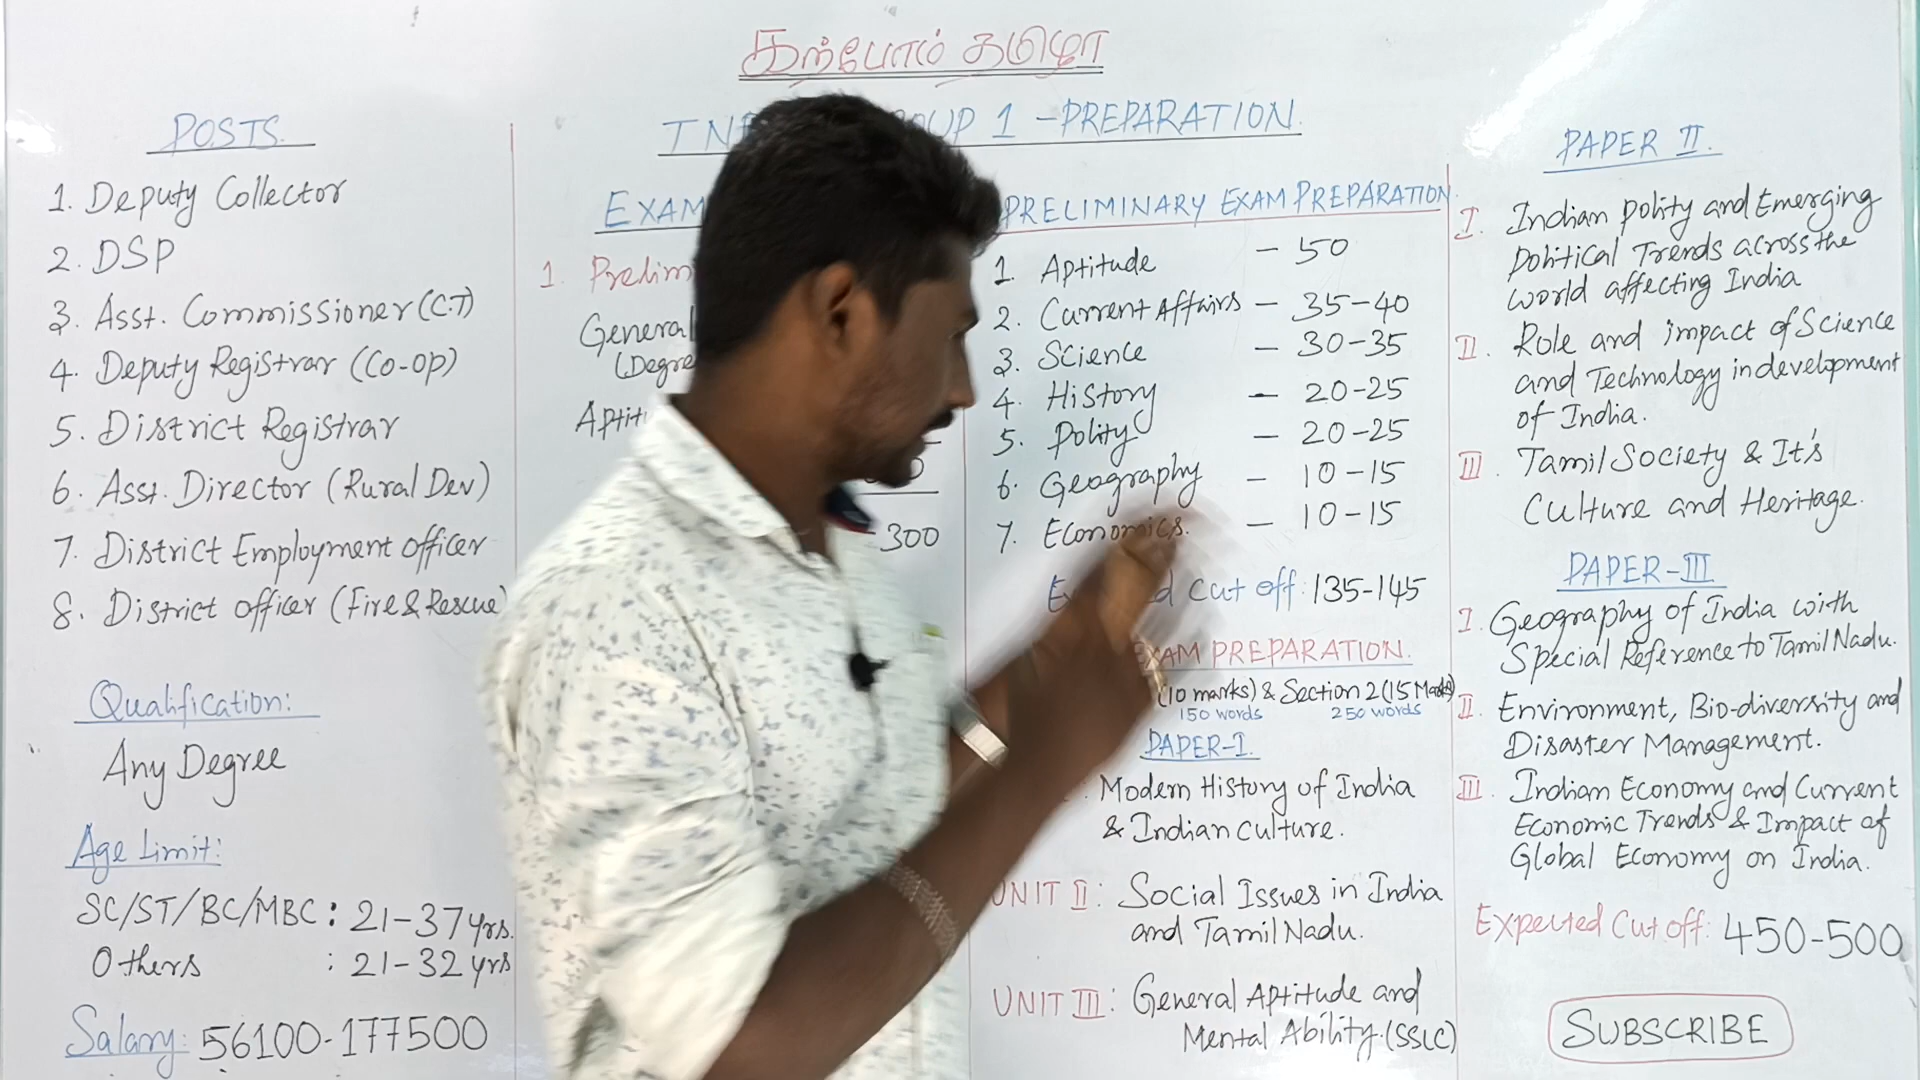 கற்போம் தமிழா
GROUP 1 - PREPARATION.
POSTS.
1. Deputy Collector
2. DSP
3. Asst. Commissioner (C.T)
4. Deputy Registrar (Co-op)
5. District Registrar
6. Asst. Director (Rural Dev)
7. District Employment Officer
8. District Officer (Fire & Rescue)
Qualification:
Any Degree
Age Limit:
SC/ST/BC/MBC : 21-37 yrs.
Others : 21-32 yrs
Salary: 56100-177500
EXAM
1.
General
300
PRELIMINARY EXAM PREPARATION
1. Aptitude - 50
2. Current Affairs - 35-40
3. Science - 30-35
4. History - 20-25
5. Polity - 20-25
6. Geography - 10-15
7. Economics. - 10-15
Cut off: 135-145
EXAM PREPARATION.
(10 marks) & Section 2 (15 Marks)
150 words 250 words
PAPER-I.
Modern History of India
& Indian Culture.
UNIT II: Social Issues in India
and Tamil Nadu.
UNIT III: General Aptitude and
Mental Ability. (SSLC)
PAPER II.
I. Indian Polity and Emerging
Political Trends across the
world affecting India
II. Role and impact of Science
and Technology in development
of India.
III. Tamil Society & It's
Culture and Heritage.
PAPER-III
I. Geography of India with
Special Reference to Tamil Nadu.
II. Environment, Bio-diversity and
Disaster Management.
III. Indian Economy and Current
Economic Trends & Impact of
Global Economy on India.
Expected Cut off: 450-500
SUBSCRIBE